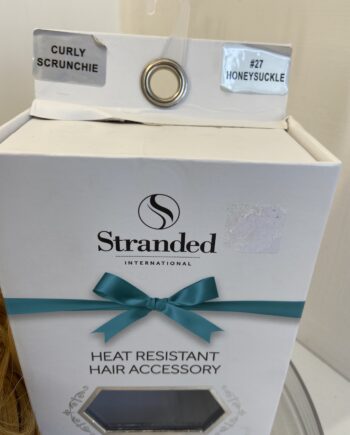 CURLY
SCRUNCHIE
#27
HONEYSUCKLE
Stranded
INTERNATIONAL
HEAT RESISTANT
HAIR ACCESSORY